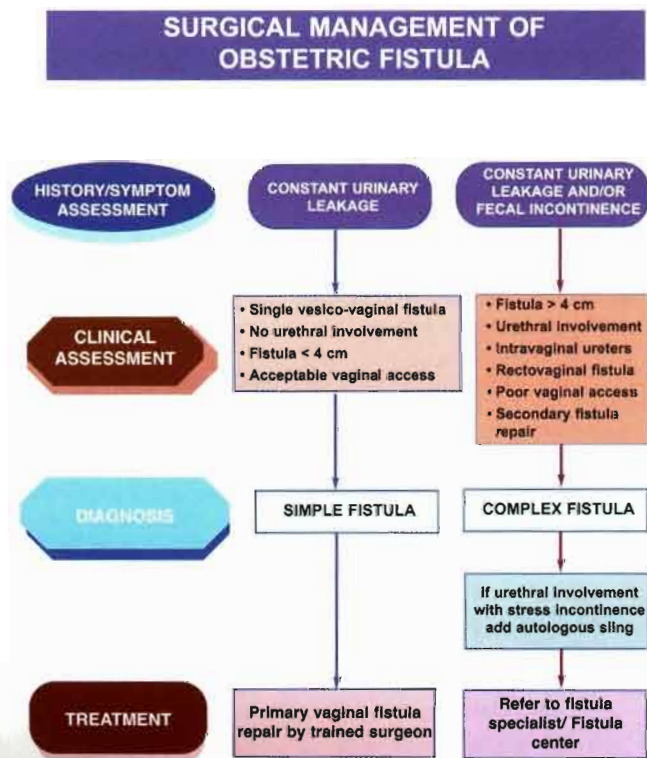 SURGICAL MANAGEMENT OF
OBSTETRIC FISTULA
HISTORY/SYMPTOM
ASSESSMENT
CONSTANT URINARY
LEAKAGE
CONSTANT URINARY
LEAKAGE AND/OR
FECAL INCONTINENCE
CLINICAL
ASSESSMENT
• Single vesico-vaginal fistula
• No urethral involvement
• Fistula < 4 cm
• Acceptable vaginal access
• Fistula > 4 cm
• Urethral involvement
• Intravaginal ureters
• Rectovaginal fistula
• Poor vaginal access
• Secondary fistula
repair
DIAGNOSIS
SIMPLE FISTULA
COMPLEX FISTULA
If urethral involvement
with stress incontinence
add autologous sling
TREATMENT
Primary vaginal fistula
repair by trained surgeon
Refer to fistula
specialist/ Fistula
center